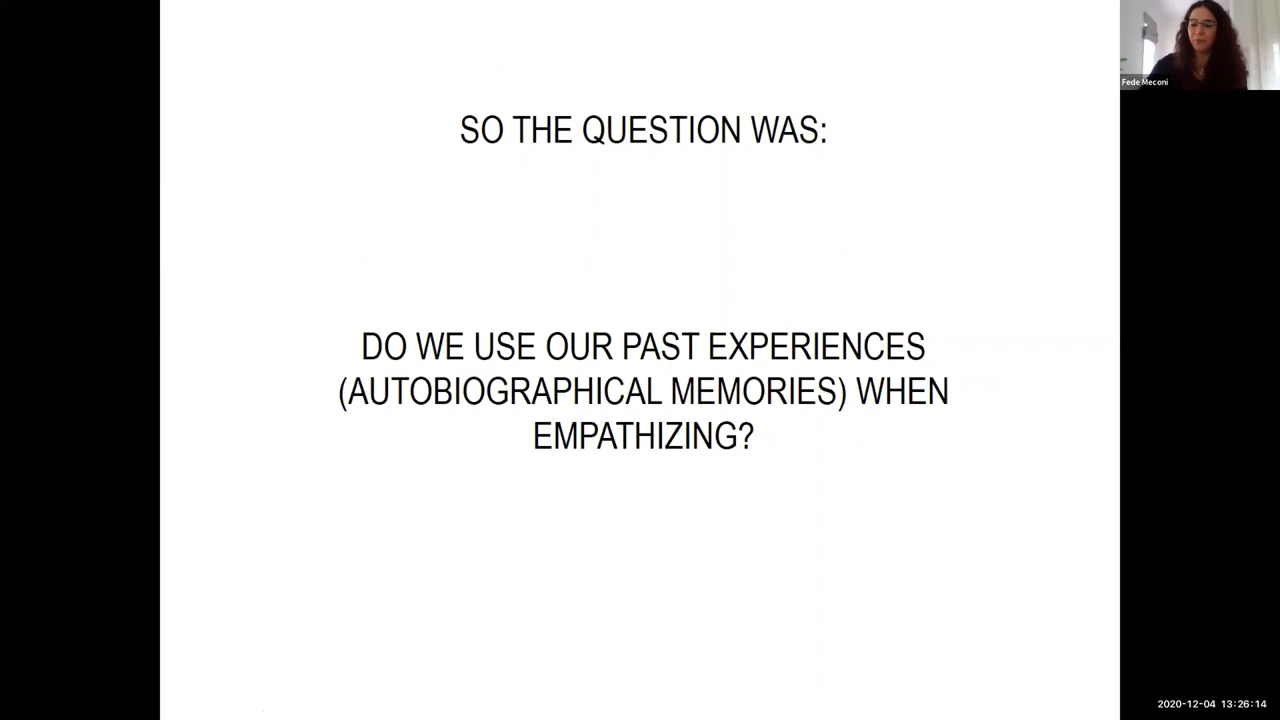 Fede Meconi
SO THE QUESTION WAS:
DO WE USE OUR PAST EXPERIENCES
(AUTOBIOGRAPHICAL MEMORIES) WHEN
EMPATHIZING?
2020-12-04 13:26:14